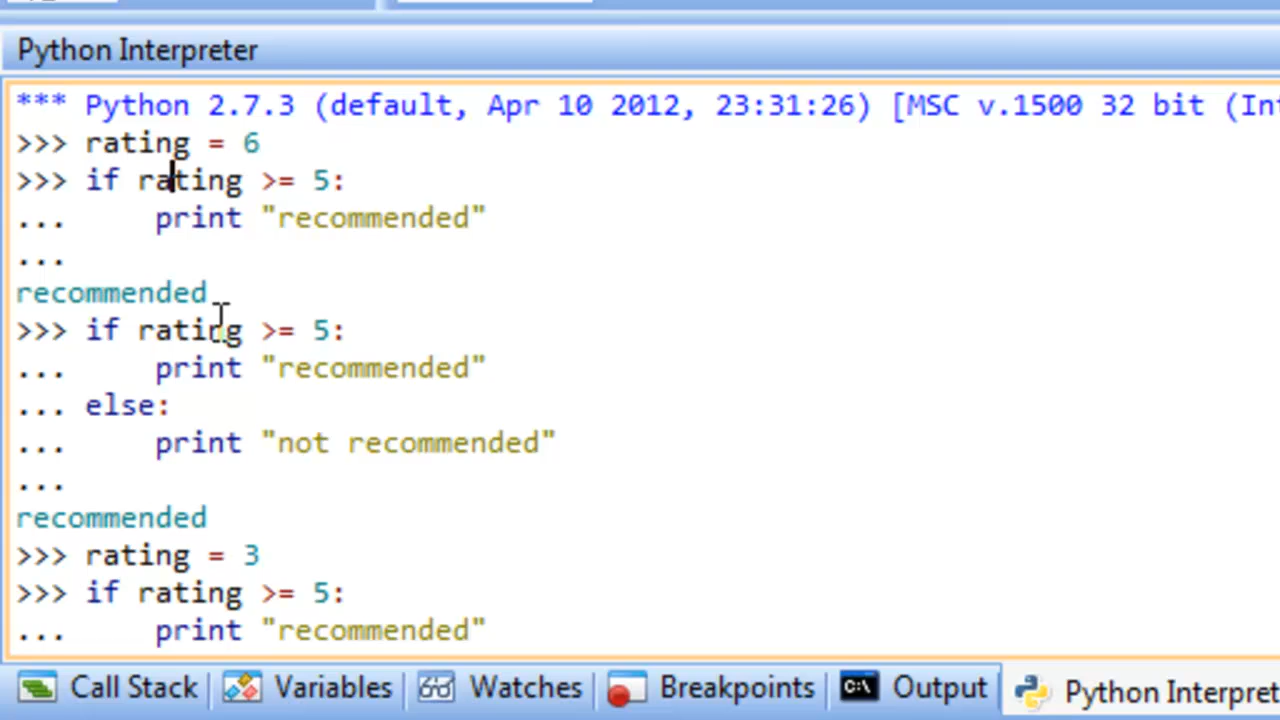 Python Interpreter
*** Python 2.7.3 (default, Apr 10 2012, 23:31:26) [MSC v.1500 32 bit (In
>>> rating = 6
>>> if rating >= 5:
...     print "recommended"
...
recommended
>>> if rating >= 5:
...     print "recommended"
... else:
...     print "not recommended"
...
recommended
>>> rating = 3
>>> if rating >= 5:
...     print "recommended"
Call Stack Variables Watches Breakpoints Output Python Interpret